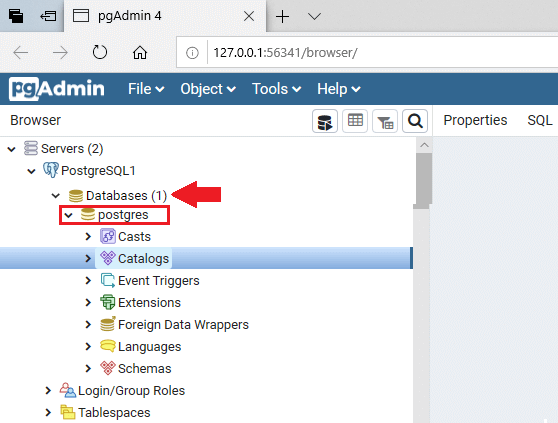 pgAdmin 4
127.0.0.1:56341/browser/
pgAdmin File Object Tools Help
Browser Properties SQL
Servers (2)
PostgreSQL1
Databases (1)
postgres
Casts
Catalogs
Event Triggers
Extensions
Foreign Data Wrappers
Languages
Schemas
Login/Group Roles
Tablespaces